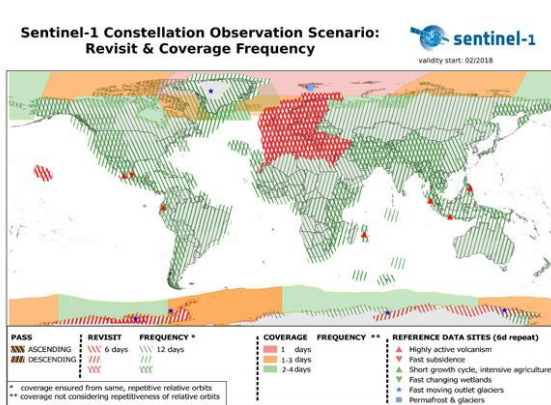 Sentinel-1 Constellation Observation Scenario:
Revisit & Coverage Frequency
sentinel-1
validity start: 02/2018
PASS
ASCENDING
DESCENDING
REVISIT FREQUENCY *
6 days 12 days
COVERAGE FREQUENCY **
1 days
1-3 days
2-4 days
REFERENCE DATA SITES (6d repeat)
Highly active volcanism
Fast subsidence
Short growth cycle, intensive agriculture
Fast changing wetlands
Fast moving outlet glaciers
Permafrost & glaciers
* coverage ensured from same, repetitive relative orbits
** coverage not considering repetitiveness of relative orbits